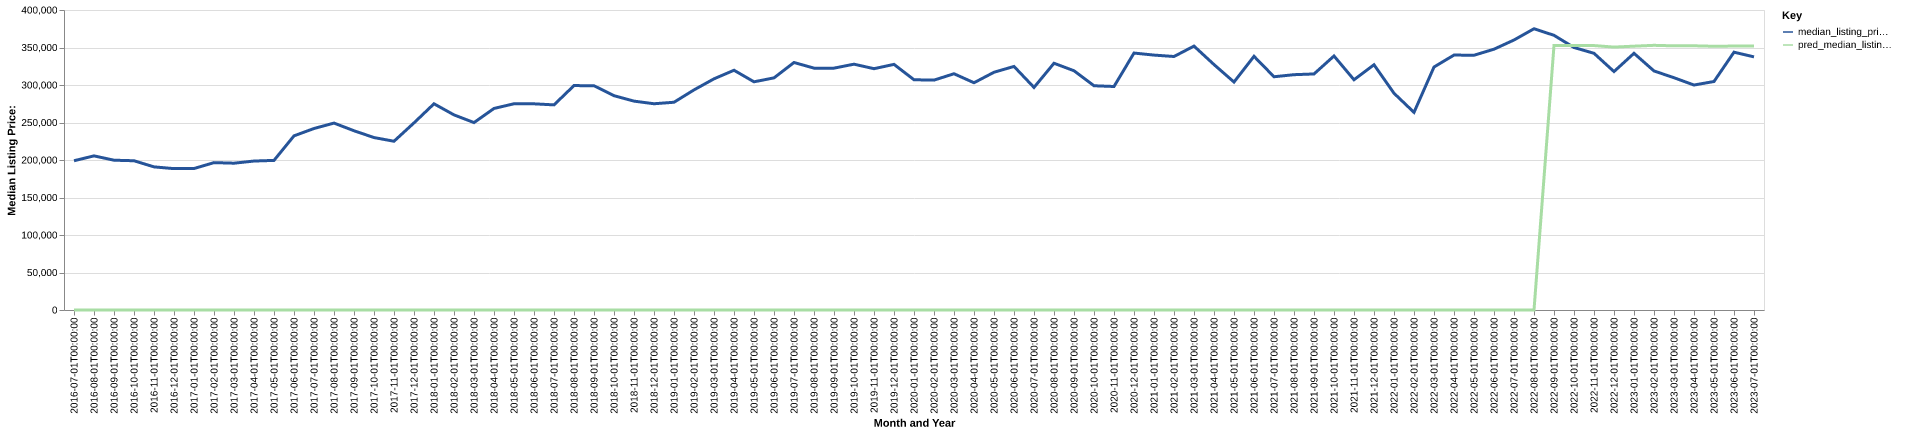 400,000
350,000
300,000
250,000
200,000
150,000
100,000
50,000
0
Median Listing Price:
2016-07-01T00:00:00
2016-08-01T00:00:00
2016-09-01T00:00:00
2016-10-01T00:00:00
2016-11-01T00:00:00
2016-12-01T00:00:00
2017-01-01T00:00:00
2017-02-01T00:00:00
2017-03-01T00:00:00
2017-04-01T00:00:00
2017-05-01T00:00:00
2017-06-01T00:00:00
2017-07-01T00:00:00
2017-08-01T00:00:00
2017-09-01T00:00:00
2017-10-01T00:00:00
2017-11-01T00:00:00
2017-12-01T00:00:00
2018-01-01T00:00:00
2018-02-01T00:00:00
2018-03-01T00:00:00
2018-04-01T00:00:00
2018-05-01T00:00:00
2018-06-01T00:00:00
2018-07-01T00:00:00
2018-08-01T00:00:00
2018-09-01T00:00:00
2018-10-01T00:00:00
2018-11-01T00:00:00
2018-12-01T00:00:00
2019-01-01T00:00:00
2019-02-01T00:00:00
2019-03-01T00:00:00
2019-04-01T00:00:00
2019-05-01T00:00:00
2019-06-01T00:00:00
2019-07-01T00:00:00
2019-08-01T00:00:00
2019-09-01T00:00:00
2019-10-01T00:00:00
2019-11-01T00:00:00
2019-12-01T00:00:00
2020-01-01T00:00:00
2020-02-01T00:00:00
2020-03-01T00:00:00
2020-04-01T00:00:00
2020-05-01T00:00:00
2020-06-01T00:00:00
2020-07-01T00:00:00
2020-08-01T00:00:00
2020-09-01T00:00:00
2020-10-01T00:00:00
2020-11-01T00:00:00
2020-12-01T00:00:00
2021-01-01T00:00:00
2021-02-01T00:00:00
2021-03-01T00:00:00
2021-04-01T00:00:00
2021-05-01T00:00:00
2021-06-01T00:00:00
2021-07-01T00:00:00
2021-08-01T00:00:00
2021-09-01T00:00:00
2021-10-01T00:00:00
2021-11-01T00:00:00
2021-12-01T00:00:00
2022-01-01T00:00:00
2022-02-01T00:00:00
2022-03-01T00:00:00
2022-04-01T00:00:00
2022-05-01T00:00:00
2022-06-01T00:00:00
2022-07-01T00:00:00
2022-08-01T00:00:00
2022-09-01T00:00:00
2022-10-01T00:00:00
2022-11-01T00:00:00
2022-12-01T00:00:00
2023-01-01T00:00:00
2023-02-01T00:00:00
2023-03-01T00:00:00
2023-04-01T00:00:00
2023-05-01T00:00:00
2023-06-01T00:00:00
2023-07-01T00:00:00
Month and Year
Key
median_listing_pri…
pred_median_listin…